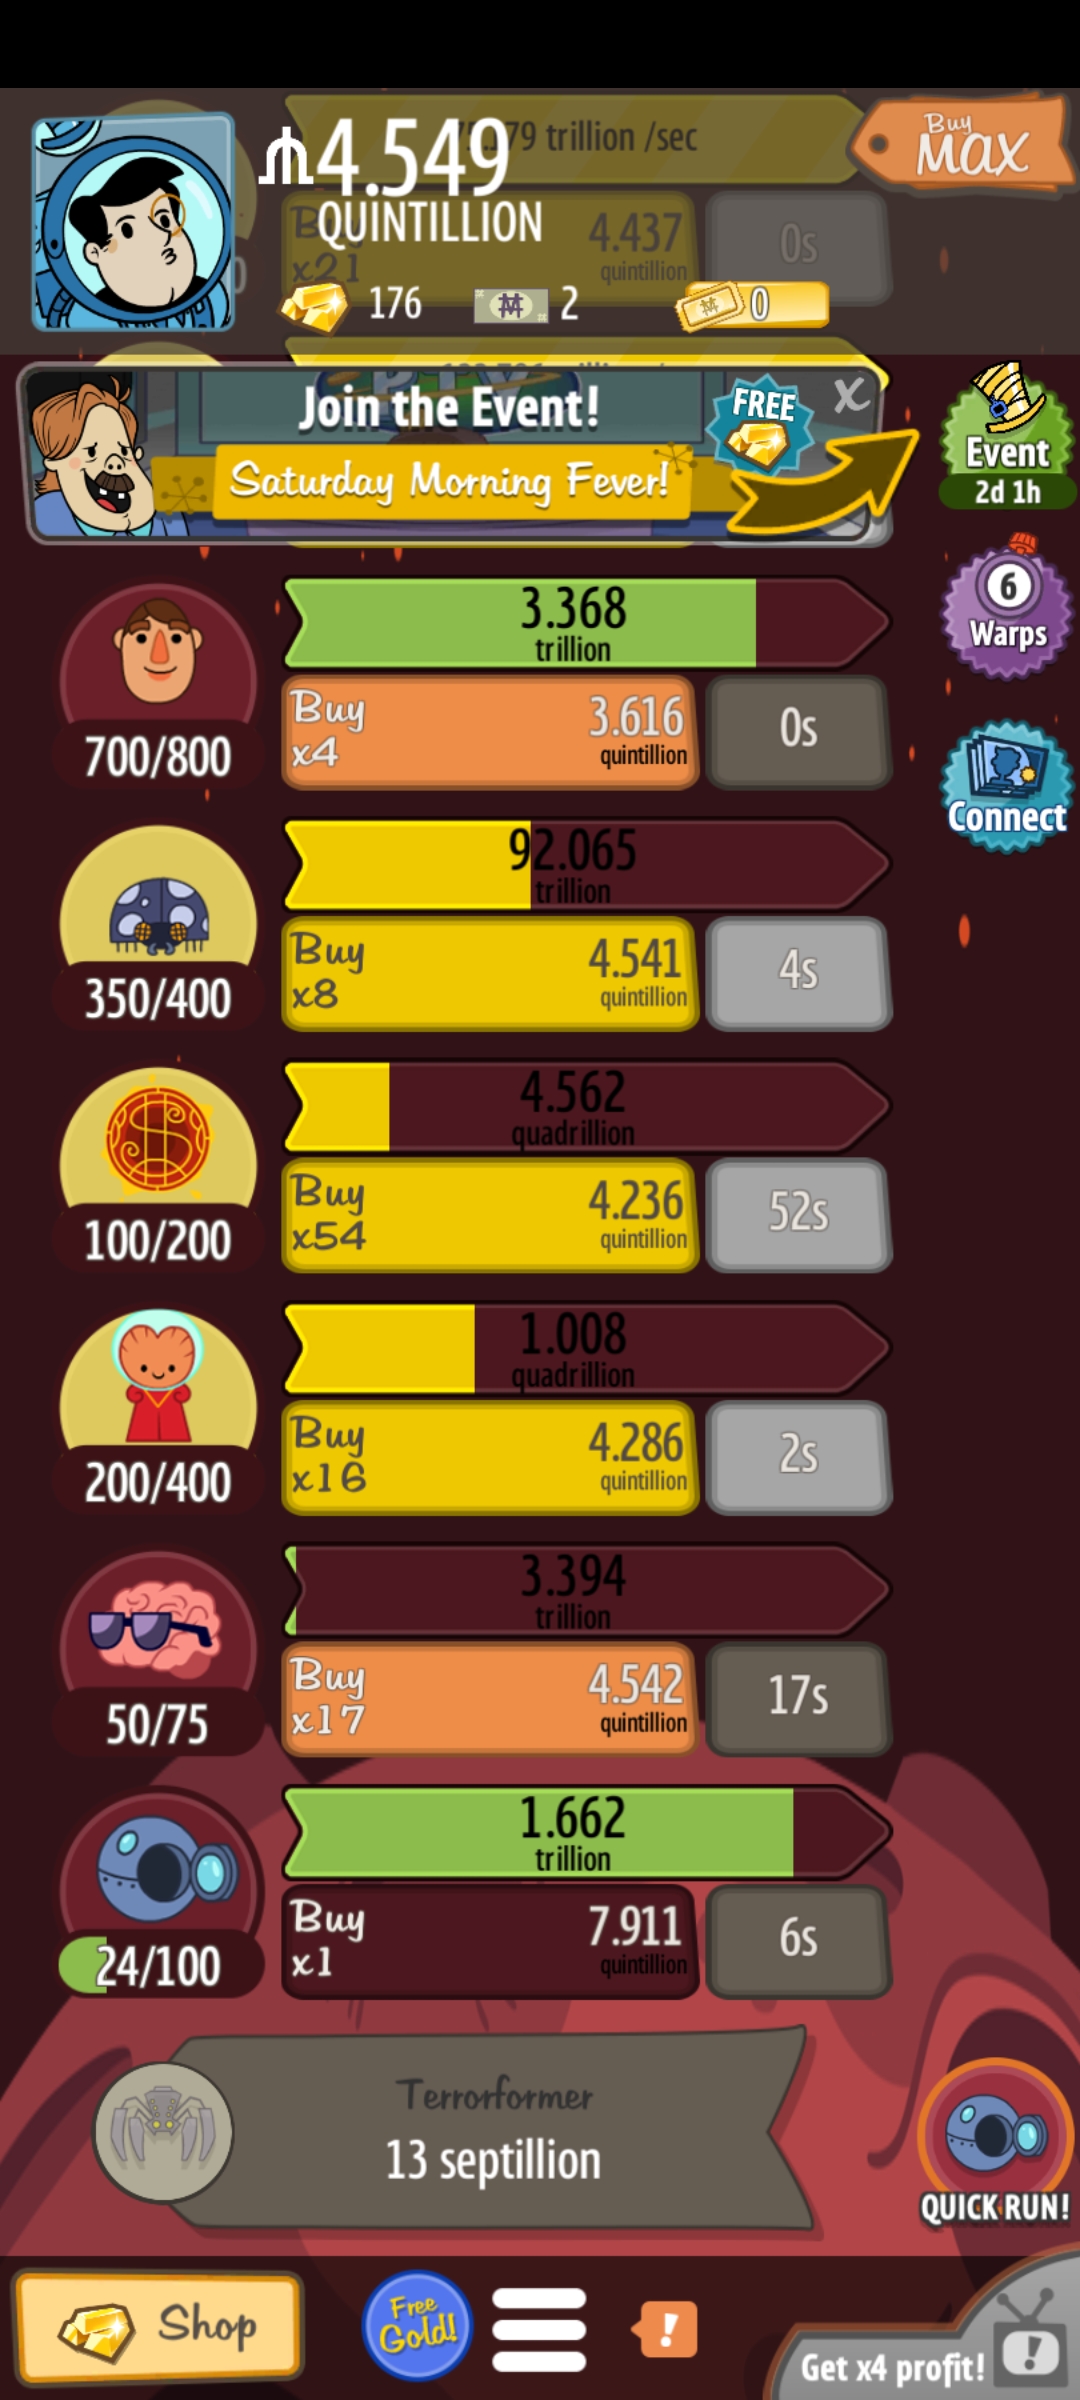 4.549
QUINTILLION
79 trillion /sec
Buy
MAX
x21
4.437
quintillion
0s
176
2
0
Join the Event!
Saturday Morning Fever!
FREE
X
Event
2d 1h
6
Warps
Connect
3.368
trillion
700/800
Buy
x4
3.616
quintillion
0s
92.065
trillion
350/400
Buy
x8
4.541
quintillion
4s
4.562
quadrillion
100/200
Buy
x54
4.236
quintillion
52s
1.008
quadrillion
200/400
Buy
x16
4.286
quintillion
2s
3.394
trillion
50/75
Buy
x17
4.542
quintillion
17s
1.662
trillion
24/100
Buy
x1
7.911
quintillion
6s
Terrorformer
13 septillion
QUICK RUN!
Shop
Free
Gold!
!
Get x4 profit!
!